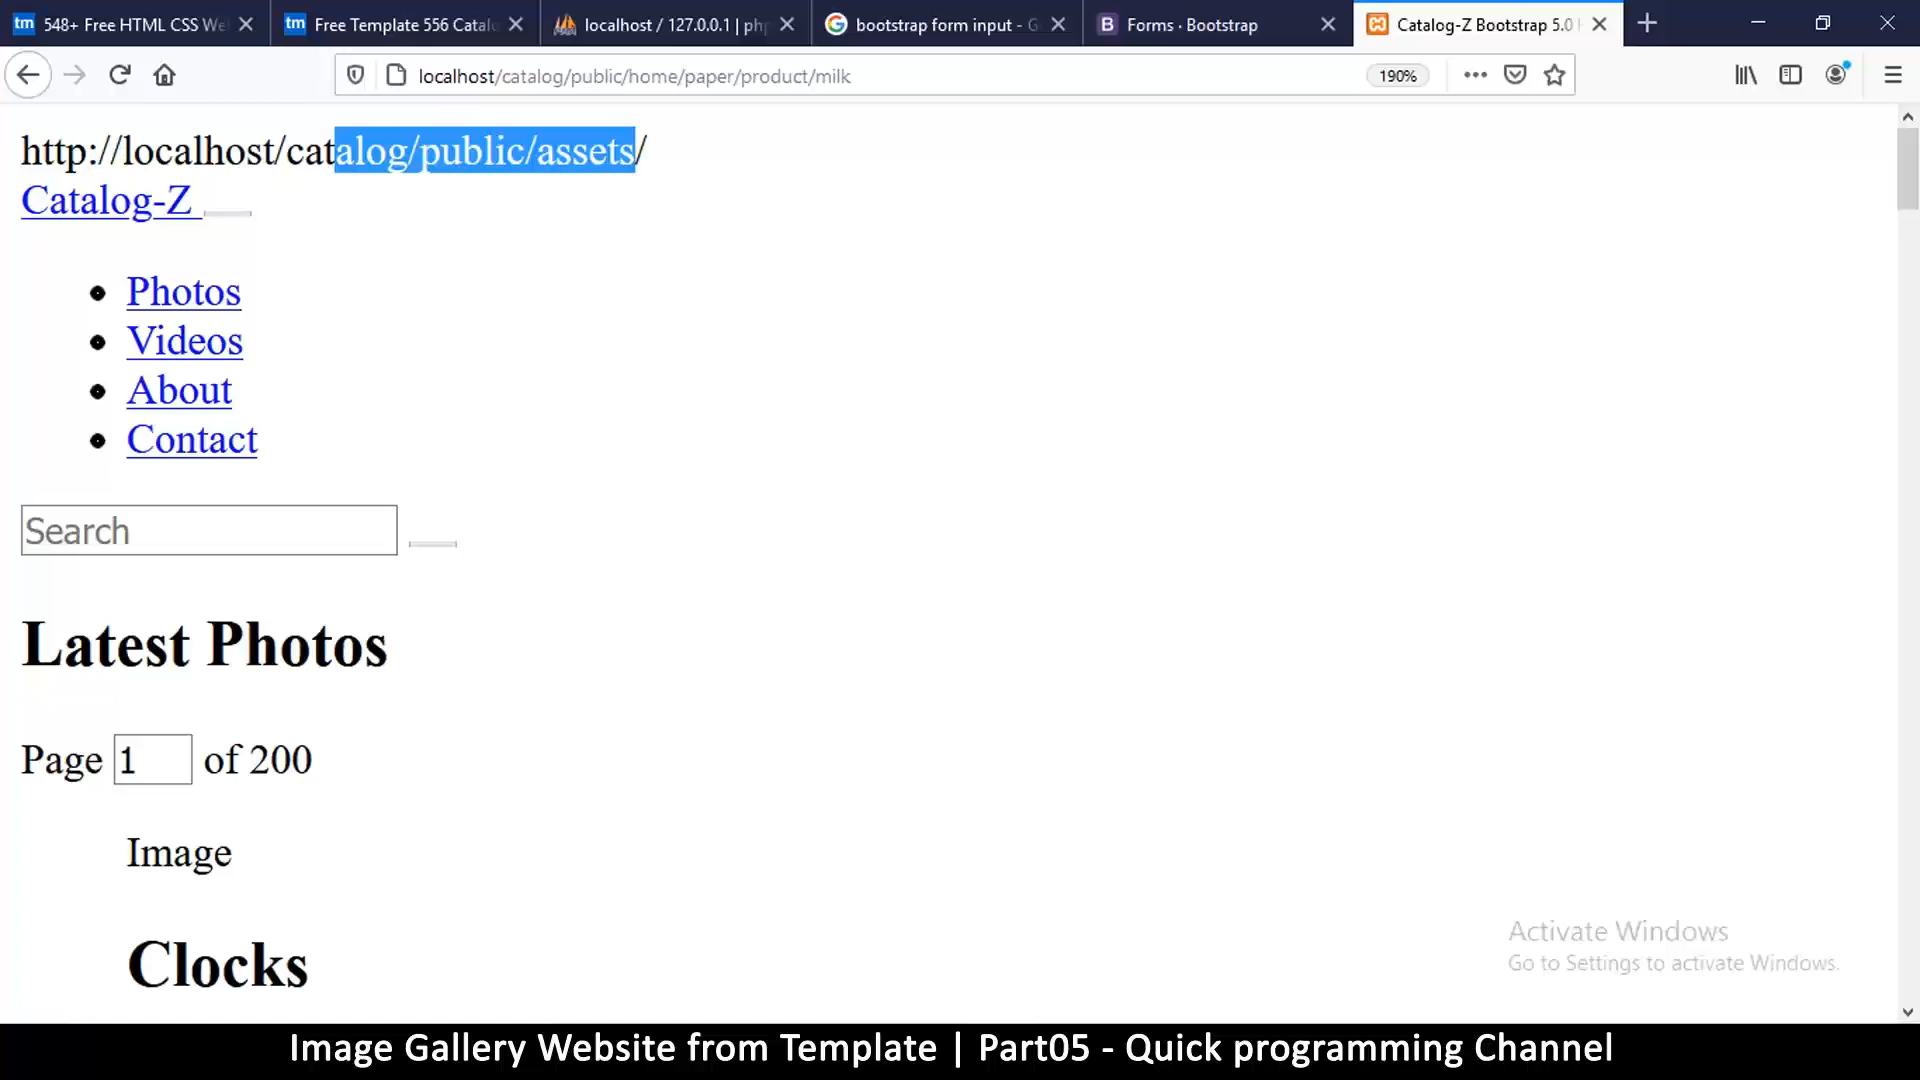 548+ Free HTML CSS We
Free Template 556 Catalo
localhost / 127.0.0.1 | php
bootstrap form input - G
Forms · Bootstrap
Catalog-Z Bootstrap 5.0
localhost/catalog/public/home/paper/product/milk
190%
http://localhost/catalog/public/assets/
Catalog-Z
Photos
Videos
About
Contact
Search
Latest Photos
Page 1 of 200
Image
Clocks
Activate Windows
Go to Settings to activate Windows.
Image Gallery Website from Template | Part05 - Quick programming Channel